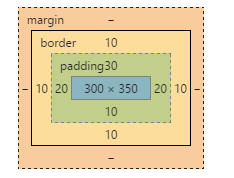 margin –
border 10
padding30
– 10 20 300 × 350 20 10 –
10
10
–